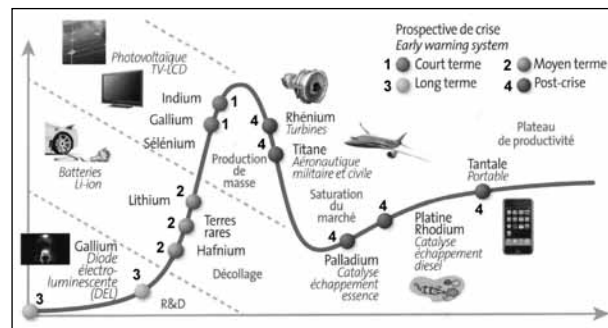 Prospective de crise
Early warning system
1 Court terme
2 Moyen terme
3 Long terme
4 Post-crise
Photovoltaïque
TV-LCD
Indium
1
Gallium
1
Sélénium
4
Rhénium
Turbines
4
Titane
Aéronautique
militaire et civile
Plateau
de productivité
Batteries
Li-ion
Production
de masse
Saturation
du marché
Tantale
Portable
4
Lithium
2
Terres
rares
2
Hafnium
2
4
Palladium
Catalyse
échappement
essence
4
Platine
Rhodium
Catalyse
échappement
diesel
Gallium
Diode
électro-
luminescente
(DEL)
Décollage
3
R&D
3